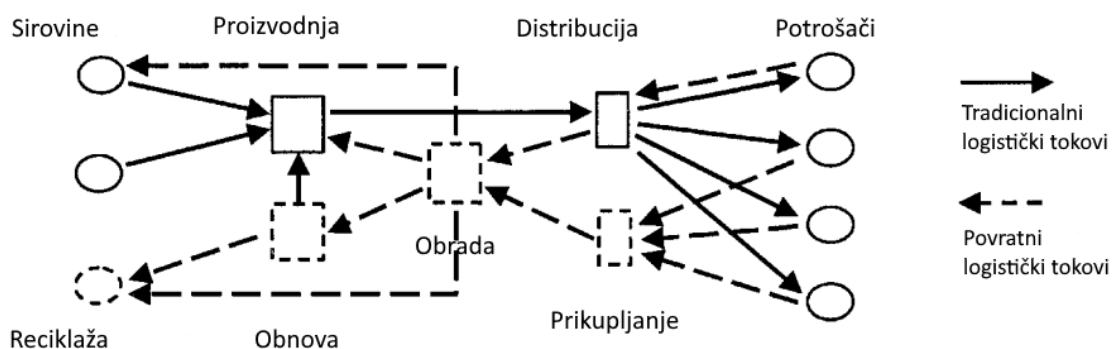 Sirovine
Proizvodnja
Distribucija
Potrošači
Tradicionalni
logistički tokovi
Povratni
logistički tokovi
Obrada
Prikupljanje
Reciklaža
Obnova